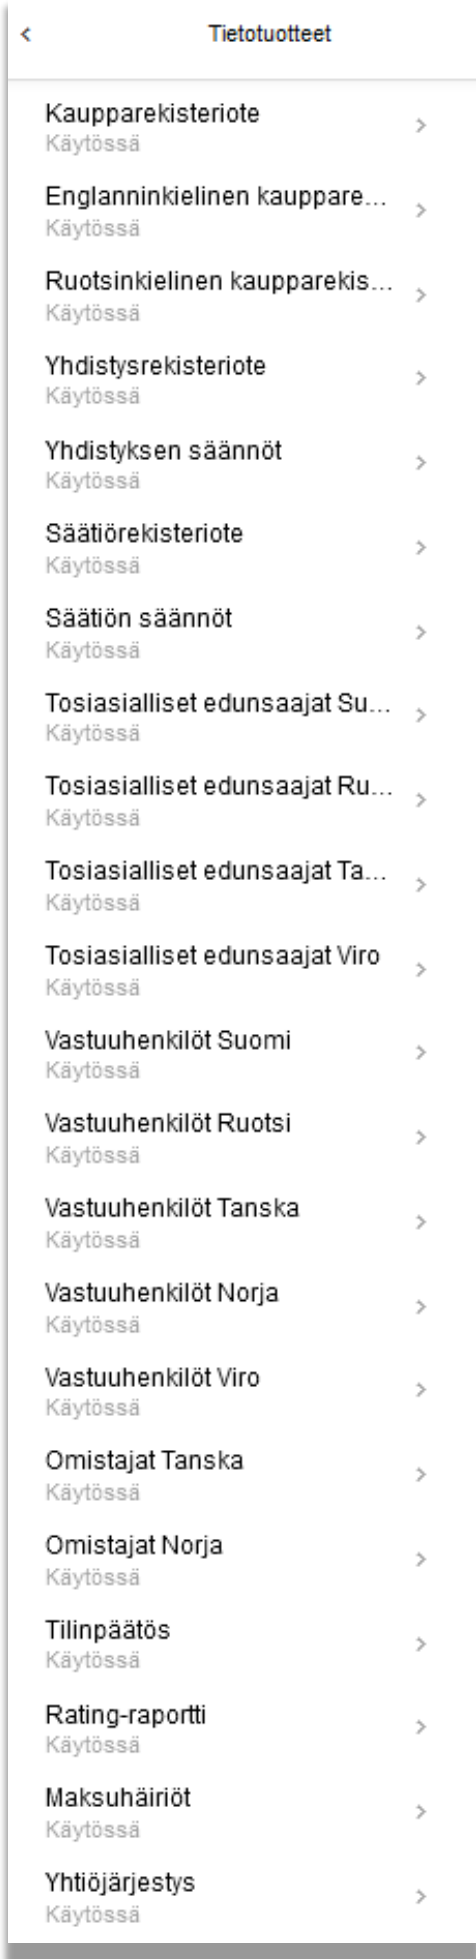 Tietotuotteet
Kaupparekisteriote
Käytössä
Englanninkielinen kauppare...
Käytössä
Ruotsinkielinen kaupparekis...
Käytössä
Yhdistysrekisteriote
Käytössä
Yhdistyksen säännöt
Käytössä
Säätiörekisteriote
Käytössä
Säätiön säännöt
Käytössä
Tosiasialliset edunsaajat Su...
Käytössä
Tosiasialliset edunsaajat Ru...
Käytössä
Tosiasialliset edunsaajat Ta...
Käytössä
Tosiasialliset edunsaajat Viro
Käytössä
Vastuuhenkilöt Suomi
Käytössä
Vastuuhenkilöt Ruotsi
Käytössä
Vastuuhenkilöt Tanska
Käytössä
Vastuuhenkilöt Norja
Käytössä
Vastuuhenkilöt Viro
Käytössä
Omistajat Tanska
Käytössä
Omistajat Norja
Käytössä
Tilinpäätös
Käytössä
Rating-raportti
Käytössä
Maksuhäiriöt
Käytössä
Yhtiöjärjestys
Käytössä